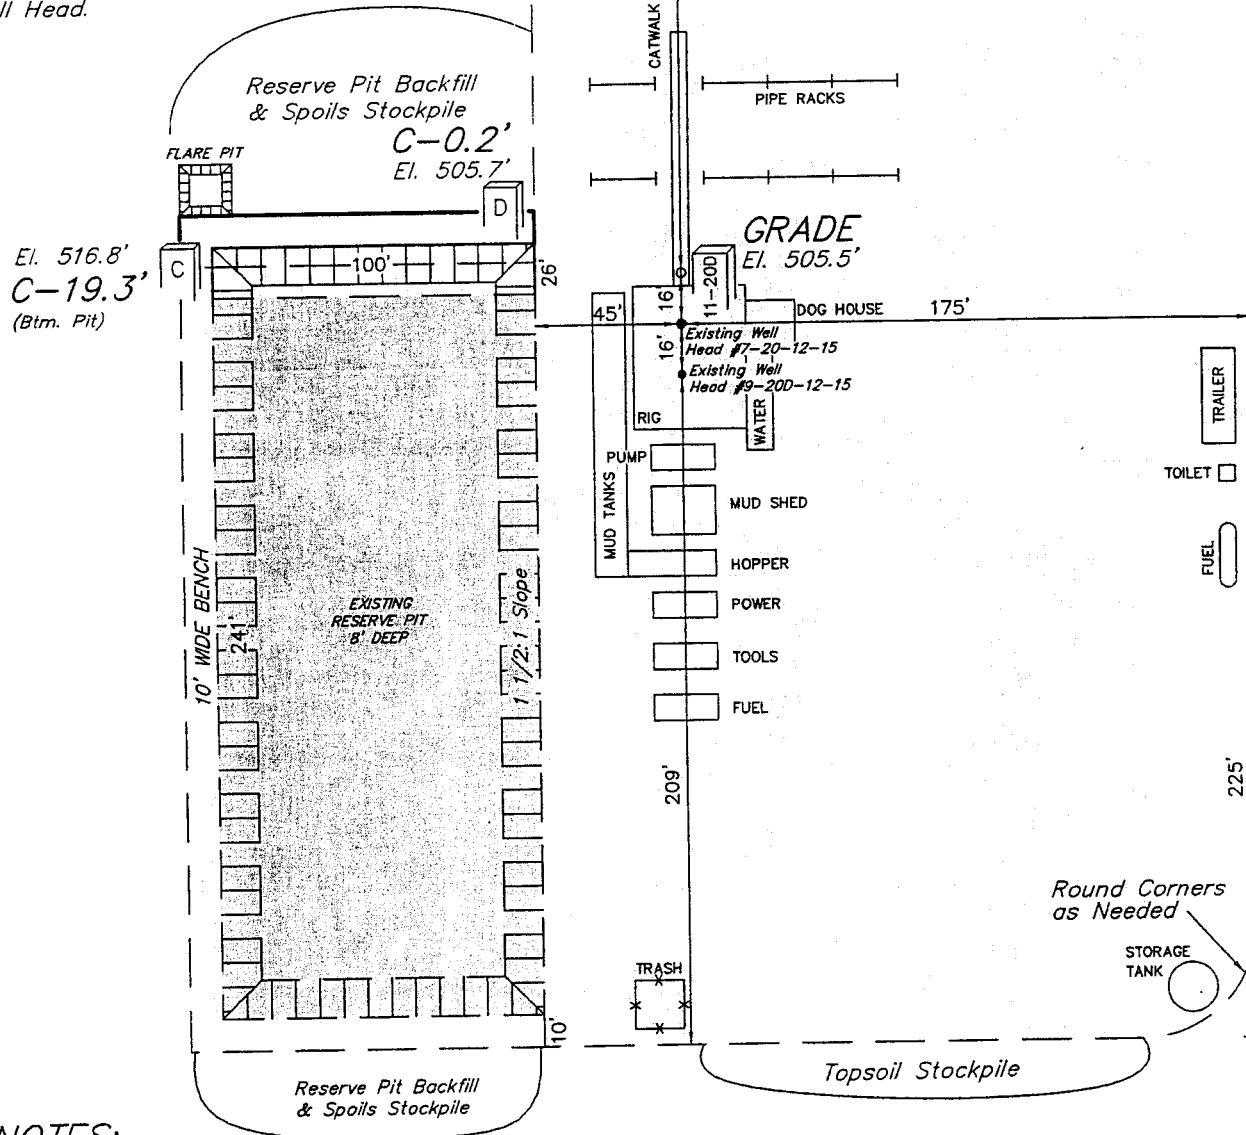 ll Head.
Reserve Pit Backfill
& Spoils Stockpile
C-0.2'
El. 505.7'
FLARE PIT
D
CATWALK
PIPE RACKS
El. 516.8'
C-19.3'
(Btm. Pit)
C
100'
26'
GRADE
El. 505.5'
11-20D
16'
45'
DOG HOUSE
175'
16'
Existing Well
Head #7-20-12-15
Existing Well
Head #9-20D-12-15
RIG
WATER
TRAILER
PUMP
TOILET
MUD TANKS
MUD SHED
FUEL
HOPPER
10' WIDE BENCH
241'
EXISTING
RESERVE PIT
8' DEEP
1 1/2:1 Slope
POWER
TOOLS
FUEL
209'
225'
Round Corners
as Needed
STORAGE
TANK
TRASH
10'
Topsoil Stockpile
Reserve Pit Backfill
& Spoils Stockpile
NOTES: